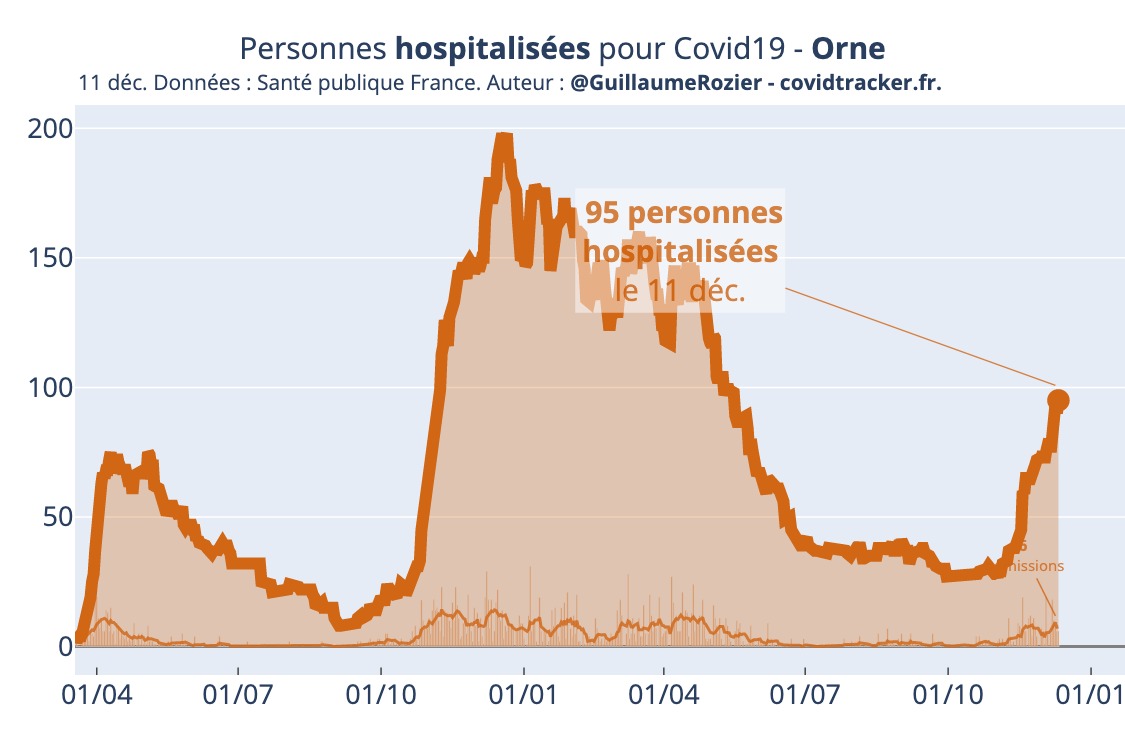 Personnes hospitalisées pour Covid19 - Orne
11 déc. Données : Santé publique France. Auteur : @GuillaumeRozier - covidtracker.fr.
200
150
100
50
0
95 personnes
hospitalisées
le 11 déc.
01/04
01/07
01/10
01/01
01/04
01/07
01/10
01/01